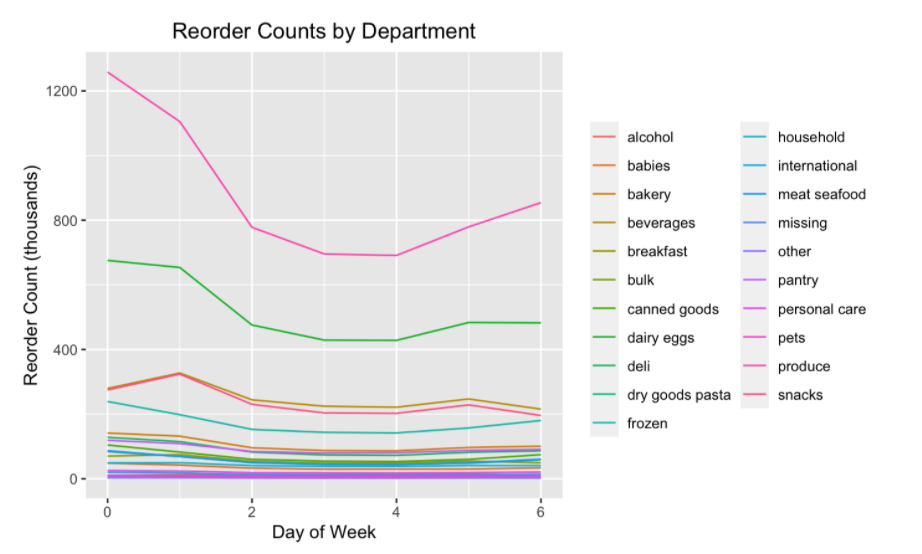 Reorder Counts by Department
Reorder Count (thousands)
1200
800
400
0
0 2 4 6
Day of Week
alcohol
babies
bakery
beverages
breakfast
bulk
canned goods
dairy eggs
deli
dry goods pasta
frozen
household
international
meat seafood
missing
other
pantry
personal care
pets
produce
snacks